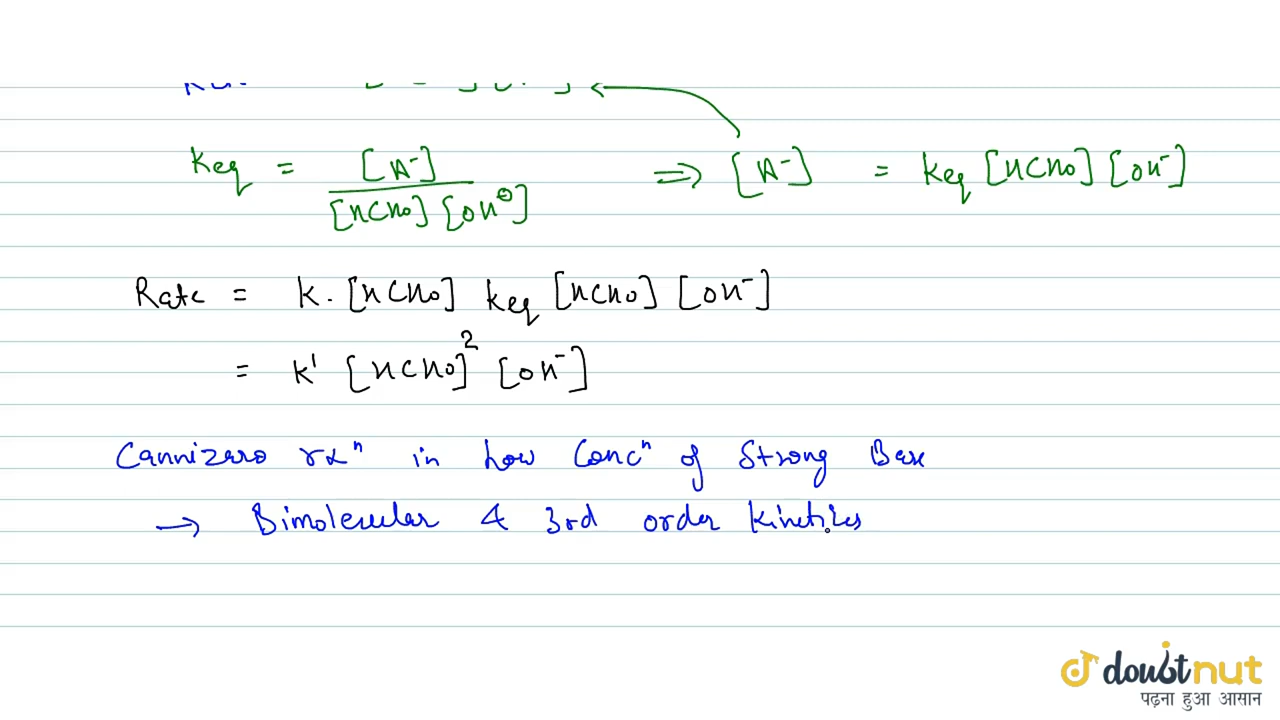 Keq = [A⁻] / [HCHO] [OH⊖] ⇒ [A⁻] = Keq [HCHO] [OH⁻]
Rate = K. [HCHO] Keq [HCHO] [OH⁻]
= K' [HCHO]² [OH⁻]
Cannizaro rxⁿ in low Concⁿ of Strong Base
→ Bimolecular & 3rd order Kinetics
doubtnut
पढ़ना हुआ आसान